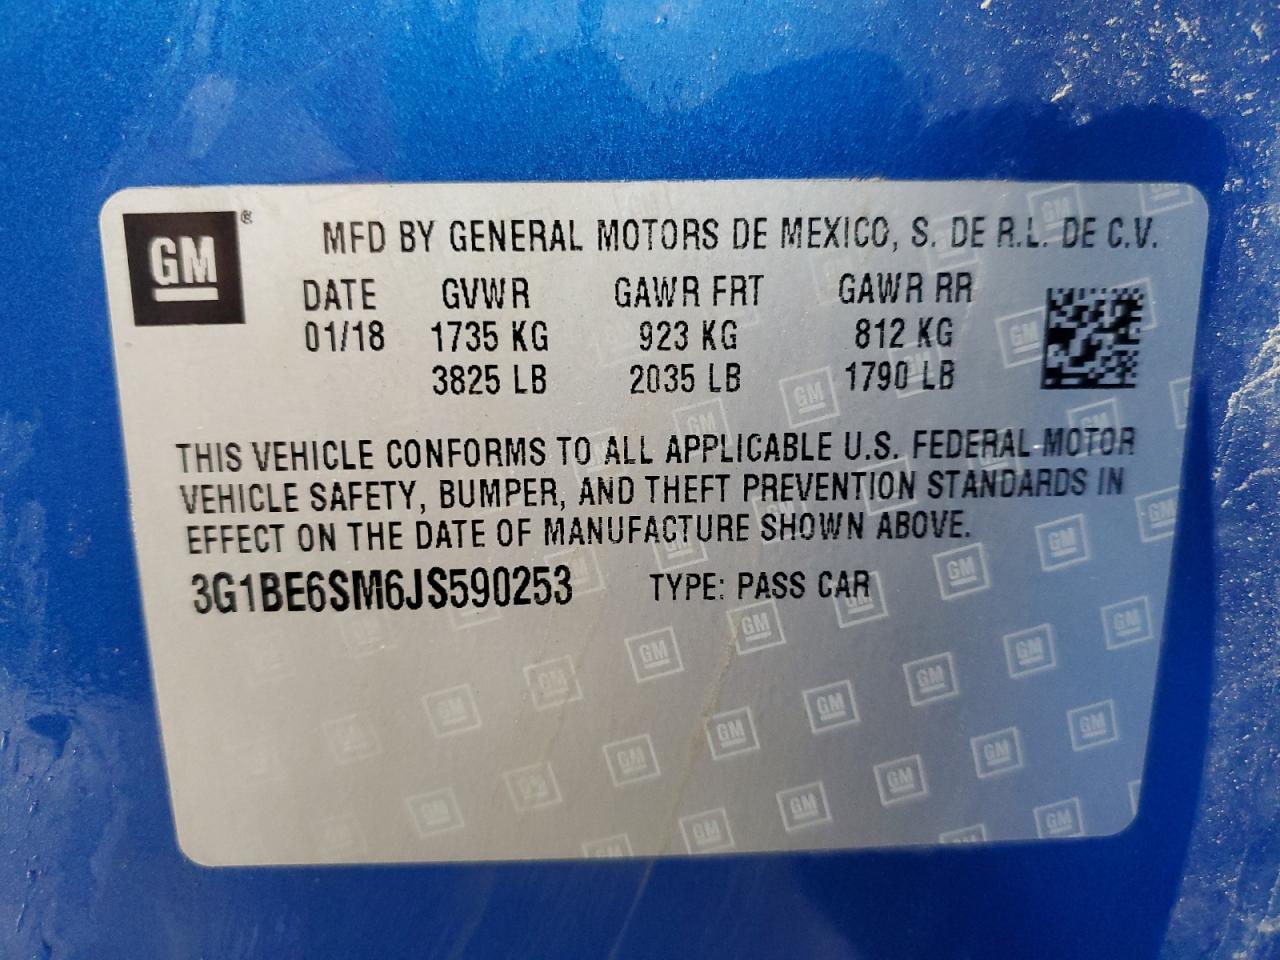 GM ®
MFD BY GENERAL MOTORS DE MEXICO, S. DE R.L. DE C.V.
DATE GVWR GAWR FRT GAWR RR
01/18 1735 KG 923 KG 812 KG
3825 LB 2035 LB 1790 LB
THIS VEHICLE CONFORMS TO ALL APPLICABLE U.S. FEDERAL MOTOR
VEHICLE SAFETY, BUMPER, AND THEFT PREVENTION STANDARDS IN
EFFECT ON THE DATE OF MANUFACTURE SHOWN ABOVE.
3G1BE6SM6JS590253 TYPE: PASS CAR